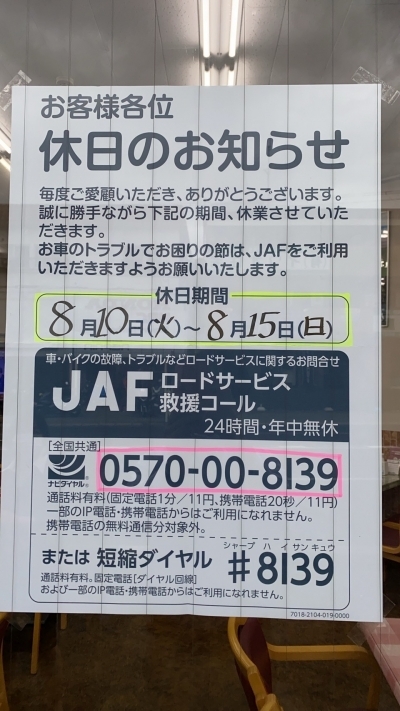 お客様各位
休日のお知らせ
毎度ご愛顧いただき、ありがとうございます。
誠に勝手ながら下記の期間、休業させていた
だきます。
お車のトラブルでお困りの節は、JAFをご利用
いただきますようお願いいたします。
休日期間
8月10日(火)～8月15日(日)
車・バイクの故障、トラブルなどロードサービスに関するお問合せ
JAF ロードサービス
救援コール
24時間・年中無休
[全国共通]
ナビダイヤル® 0570-00-8139
通話料有料(固定電話1分/11円、携帯電話20秒/11円)
一部のIP電話・携帯電話からはご利用になれません。
携帯電話の無料通信分対象外。
シャープ ハ イ サン キュウ
または 短縮ダイヤル #8139
通話料有料。固定電話[ダイヤル回線]
および一部のIP電話・携帯電話からはご利用になれません。
7018-2104-019-0000